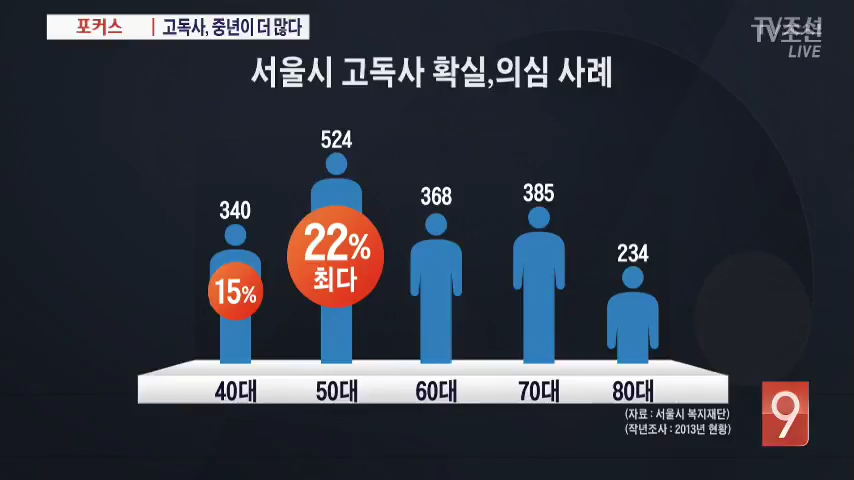 포커스 | 고독사, 중년이 더 많다
TV조선
LIVE
서울시 고독사 확실,의심 사례
524
340
368
385
234
22%
최다
15%
40대 50대 60대 70대 80대
(자료 : 서울시 복지재단)
(작년조사 : 2013년 현황)
9